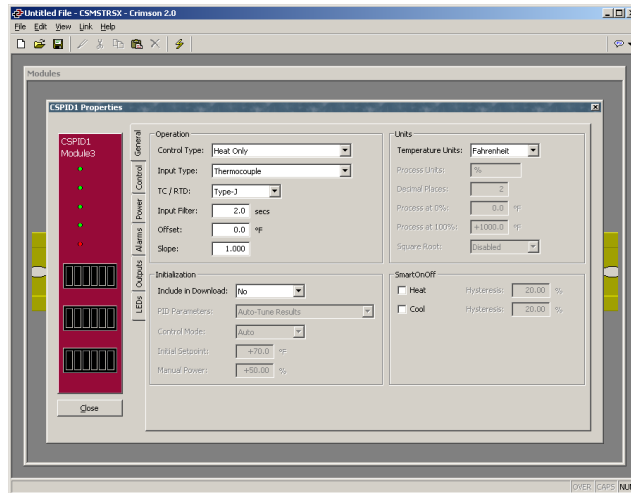 Untitled File - CSMSTRSX - Crimson 2.0
File Edit View Link Help
Modules
CSPID1 Properties
CSPID1
Module3
Close
General
Control
Power
Alarms
Outputs
LEDs
Operation
Control Type: Heat Only
Input Type: Thermocouple
TC / RTD: Type-J
Input Filter: 2.0 secs
Offset: 0.0 °F
Slope: 1.000
Initialization
Include in Download: No
PID Parameters: Auto-Tune Results
Control Mode: Auto
Initial Setpoint: +70.0 °F
Manual Power: +50.00 %
Units
Temperature Units: Fahrenheit
Process Units: %
Decimal Places: 2
Process at 0%: 0.0 °F
Process at 100%: +1000.0 °F
Square Root: Disabled
SmartOnOff
Heat Hysteresis: 20.00 %
Cool Hysteresis: 20.00 %
OVER CAPS NUM